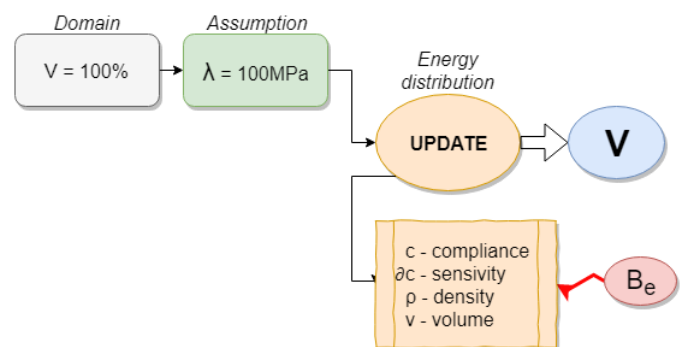 Domain
V = 100%
Assumption
λ = 100MPa
Energy
distribution
UPDATE
V
c - compliance
∂c - sensivity
ρ - density
v - volume
Be